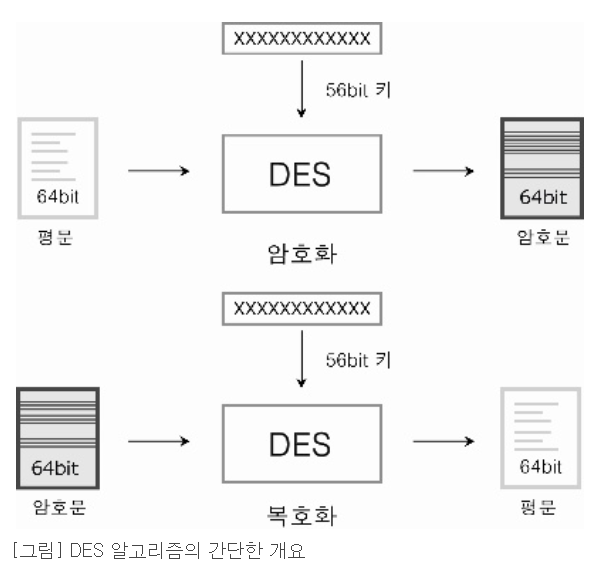 XXXXXXXXXXXX
56bit 키
64bit
DES
64bit
평문
암호화
암호문
XXXXXXXXXXXX
56bit 키
64bit
DES
64bit
암호문
복호화
평문
[그림] DES 알고리즘의 간단한 개요